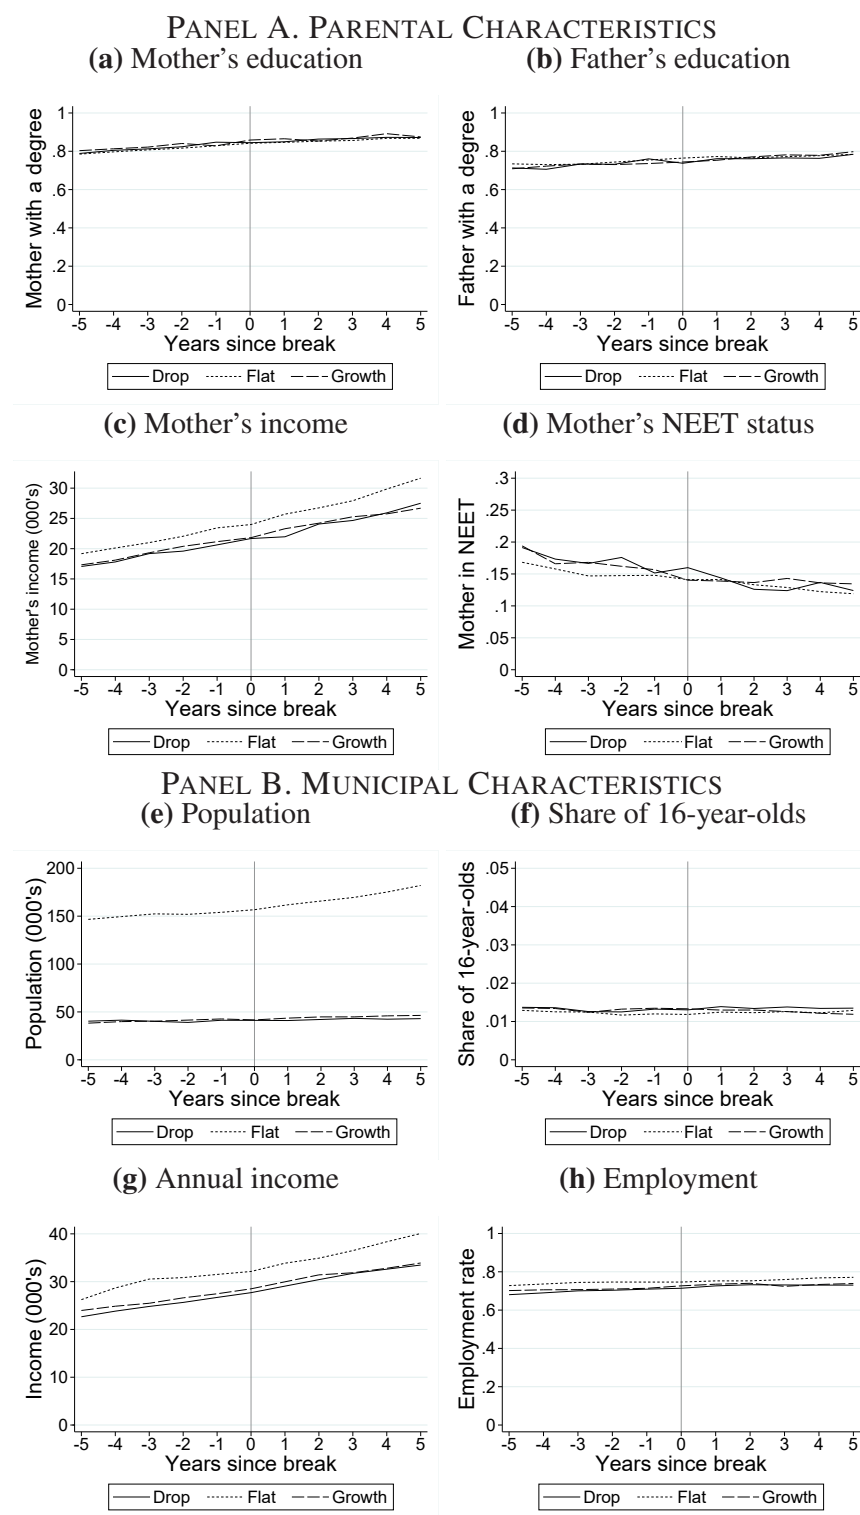 PANEL A. PARENTAL CHARACTERISTICS
(a) Mother's education
(b) Father's education
Mother with a degree
1
.8
.6
.4
.2
0
-5 -4 -3 -2 -1 0 1 2 3 4 5
Years since break
Drop Flat Growth
Father with a degree
1
.8
.6
.4
.2
0
-5 -4 -3 -2 -1 0 1 2 3 4 5
Years since break
Drop Flat Growth
(c) Mother's income
(d) Mother's NEET status
Mother's income (000's)
30
25
20
15
10
5
0
-5 -4 -3 -2 -1 0 1 2 3 4 5
Years since break
Drop Flat Growth
Mother in NEET
.3
.25
.2
.15
.1
.05
0
-5 -4 -3 -2 -1 0 1 2 3 4 5
Years since break
Drop Flat Growth
PANEL B. MUNICIPAL CHARACTERISTICS
(e) Population
(f) Share of 16-year-olds
Population (000's)
200
150
100
50
0
-5 -4 -3 -2 -1 0 1 2 3 4 5
Years since break
Drop Flat Growth
Share of 16-year-olds
.05
.04
.03
.02
.01
0
-5 -4 -3 -2 -1 0 1 2 3 4 5
Years since break
Drop Flat Growth
(g) Annual income
(h) Employment
Income (000's)
40
30
20
10
0
-5 -4 -3 -2 -1 0 1 2 3 4 5
Years since break
Drop Flat Growth
Employment rate
1
.8
.6
.4
.2
0
-5 -4 -3 -2 -1 0 1 2 3 4 5
Years since break
Drop Flat Growth